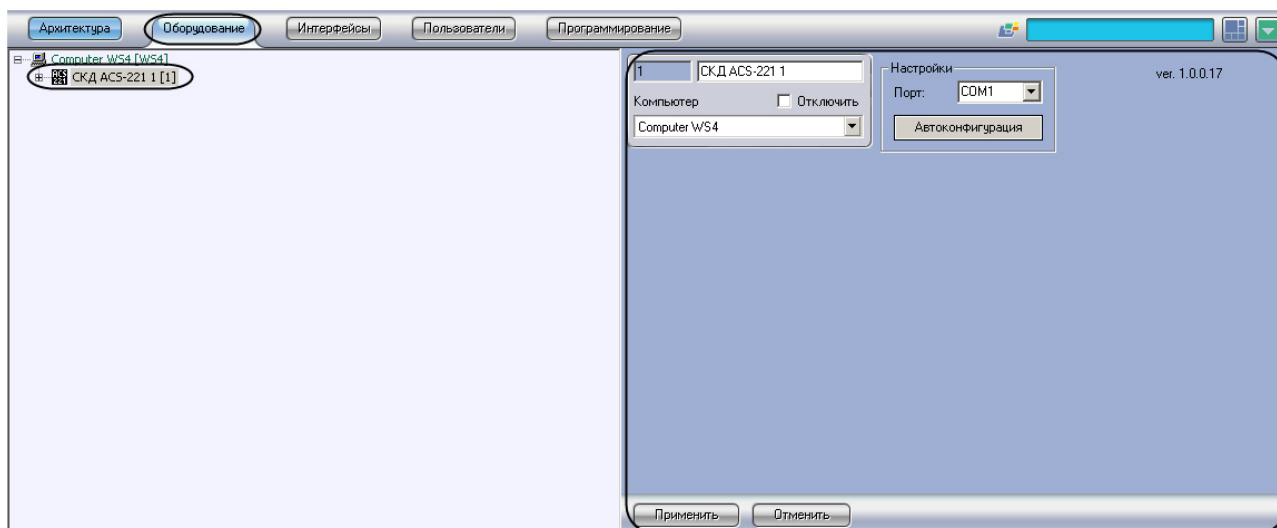 Архитектура Оборудование Интерфейсы Пользователи Программирование
Computer WS4 [WS4]
СКД ACS-221 1 [1]
1 СКД ACS-221 1
Компьютер Отключить
Computer WS4
Настройки
Порт: COM1
Автоконфигурация
ver. 1.0.0.17
Применить Отменить